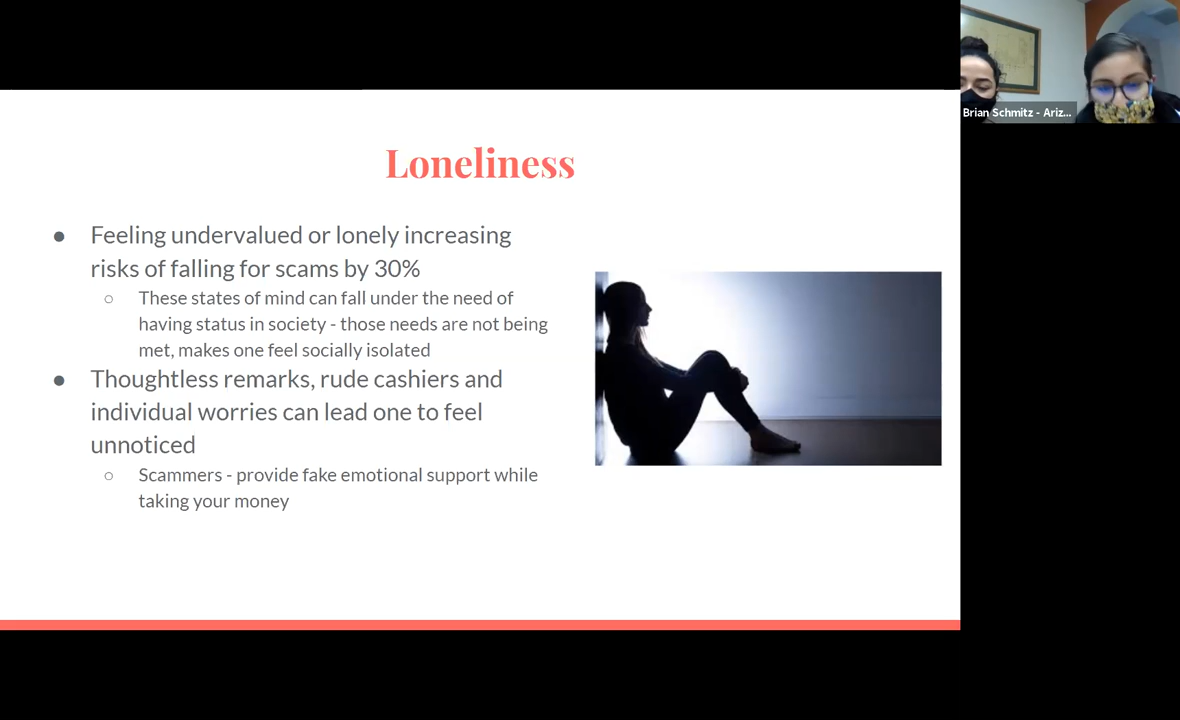 Loneliness
● Feeling undervalued or lonely increasing
risks of falling for scams by 30%
○ These states of mind can fall under the need of
having status in society - those needs are not being
met, makes one feel socially isolated
● Thoughtless remarks, rude cashiers and
individual worries can lead one to feel
unnoticed
○ Scammers - provide fake emotional support while
taking your money
Brian Schmitz - Ariz...